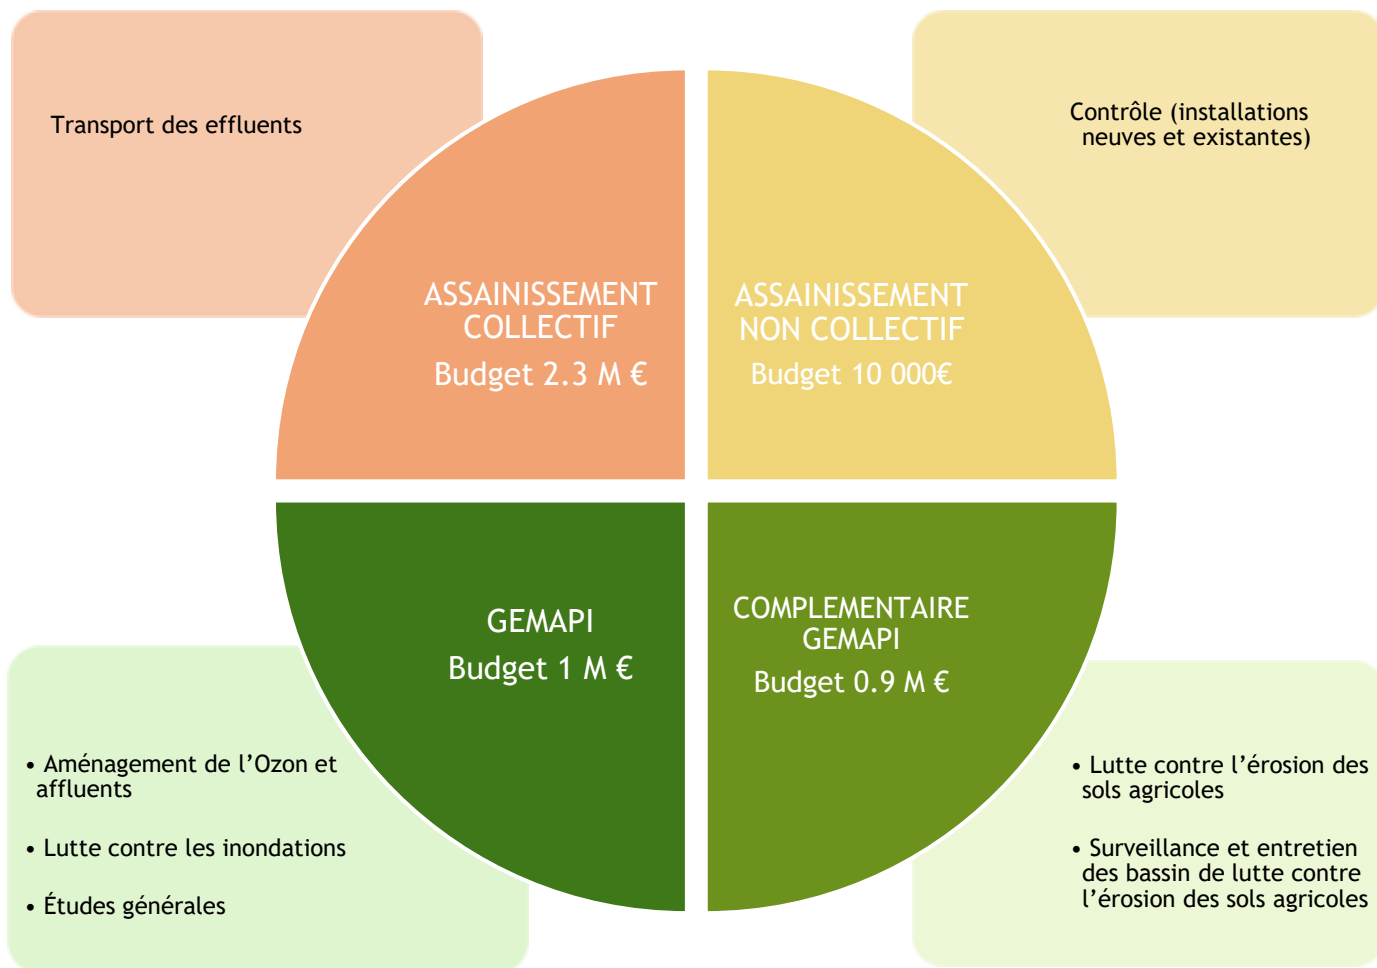 Transport des effluents
Contrôle (installations
neuves et existantes)
ASSAINISSEMENT
COLLECTIF
Budget 2.3 M €
ASSAINISSEMENT
NON COLLECTIF
Budget 10 000€
GEMAPI
Budget 1 M €
COMPLEMENTAIRE
GEMAPI
Budget 0.9 M €
• Aménagement de l’Ozon et
affluents
• Lutte contre les inondations
• Études générales
• Lutte contre l’érosion des
sols agricoles
• Surveillance et entretien
des bassin de lutte contre
l’érosion des sols agricoles